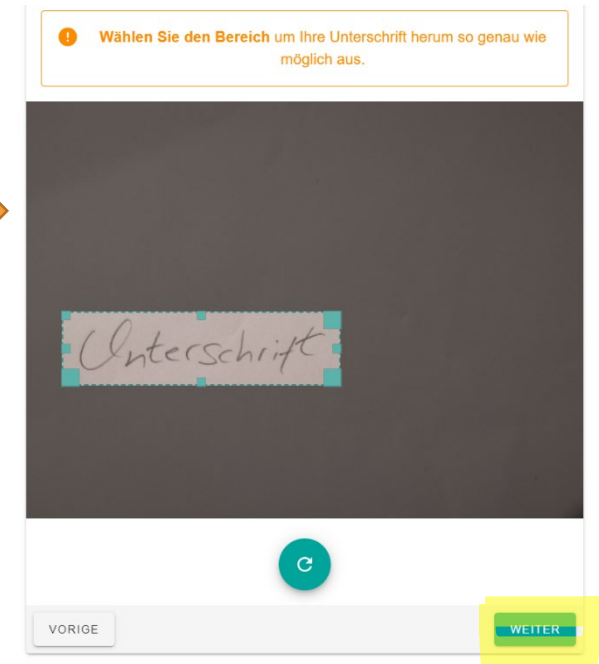 Wählen Sie den Bereich um Ihre Unterschrift herum so genau wie
möglich aus.
Unterschrift
VORIGE
WEITER